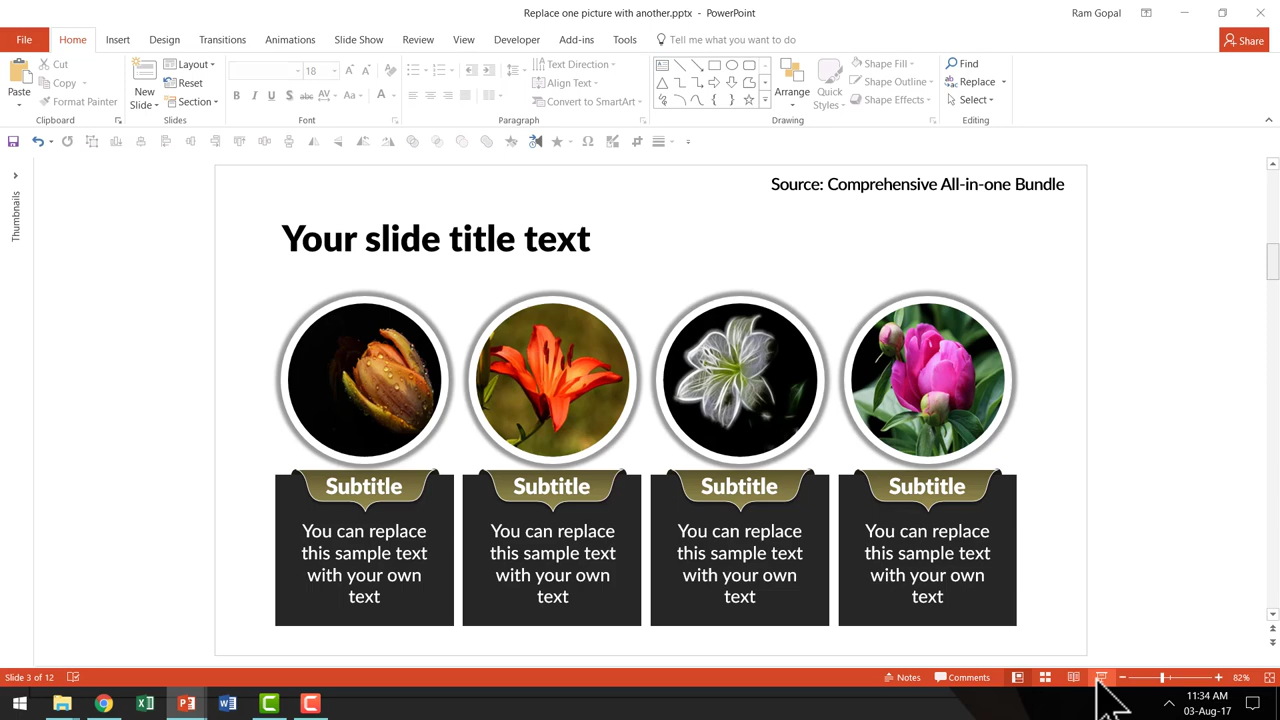 Replace one picture with another.pptx - PowerPoint
Ram Gopal
File Home Insert Design Transitions Animations Slide Show Review View Developer Add-ins Tools Tell me what you want to do Share
Paste
Cut
Copy
Format Painter
Clipboard
New Slide
Layout
Reset
Section
Slides
18
B I U S abc AV Aa A
Font
Text Direction
Align Text
Convert to SmartArt
Paragraph
Arrange
Quick Styles
Shape Fill
Shape Outline
Shape Effects
Drawing
Find
Replace
Select
Editing
Thumbnails
Source: Comprehensive All-in-one Bundle
Your slide title text
Subtitle
You can replace
this sample text
with your own
text
Subtitle
You can replace
this sample text
with your own
text
Subtitle
You can replace
this sample text
with your own
text
Subtitle
You can replace
this sample text
with your own
text
Slide 3 of 12
Notes
Comments
82%
11:34 AM
03-Aug-17